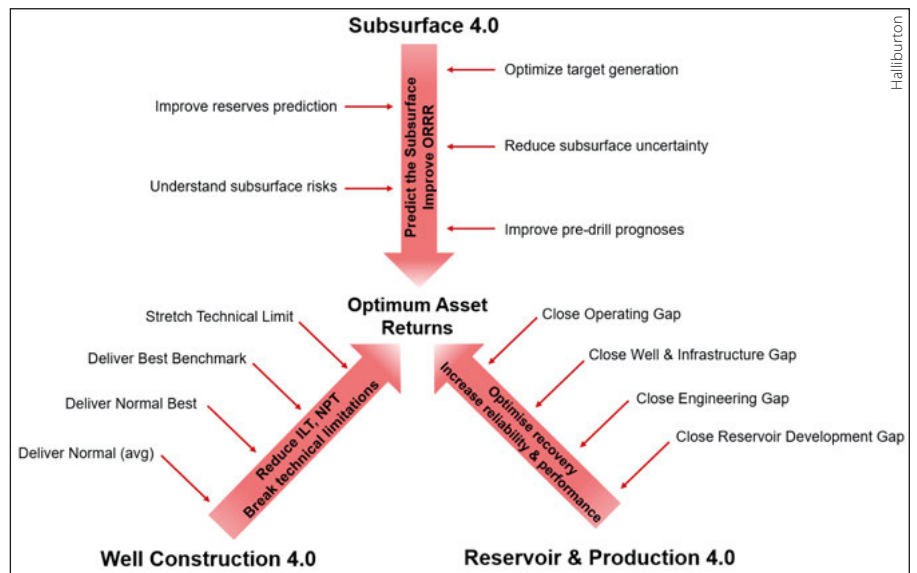 Subsurface 4.0
Halliburton
Optimize target generation
Improve reserves prediction
Predict the Subsurface
Improve ORRR
Reduce subsurface uncertainty
Understand subsurface risks
Improve pre-drill prognoses
Optimum Asset
Returns
Stretch Technical Limit
Deliver Best Benchmark
Deliver Normal Best
Deliver Normal (avg)
Reduce ILT, NPT
Break technical limitations
Close Operating Gap
Close Well & Infrastructure Gap
Close Engineering Gap
Close Reservoir Development Gap
Optimise recovery
Increase reliability & performance
Well Construction 4.0
Reservoir & Production 4.0